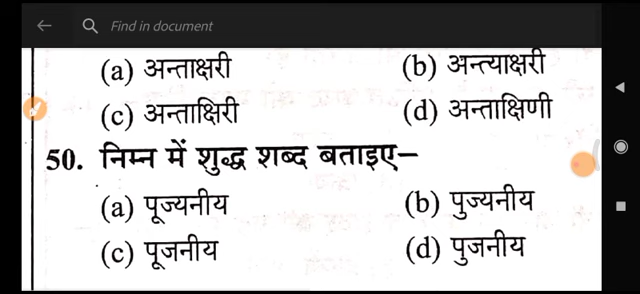 Find in document
(a) अन्ताक्षरी (b) अन्त्याक्षरी
(c) अन्ताक्षिरी (d) अन्ताक्षिणी
50. निम्न में शुद्ध शब्द बताइए–
(a) पूज्यनीय (b) पुज्यनीय
(c) पूजनीय (d) पुजनीय